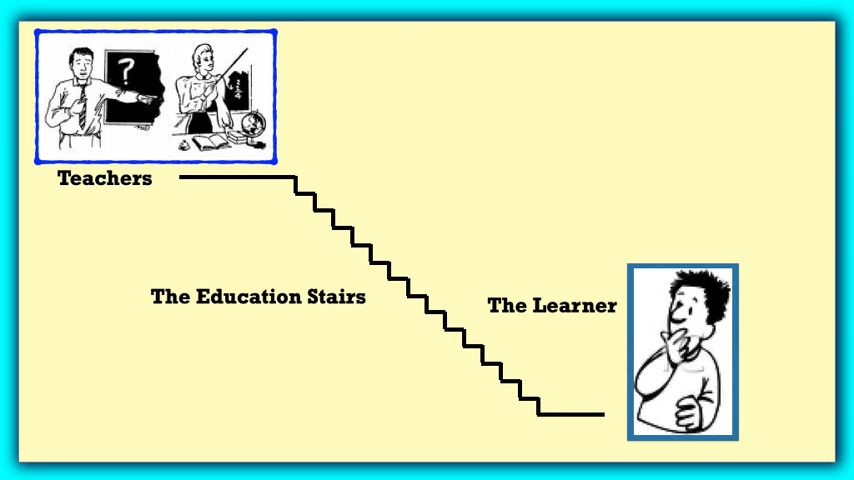 ?
Teachers
The Education Stairs
The Learner